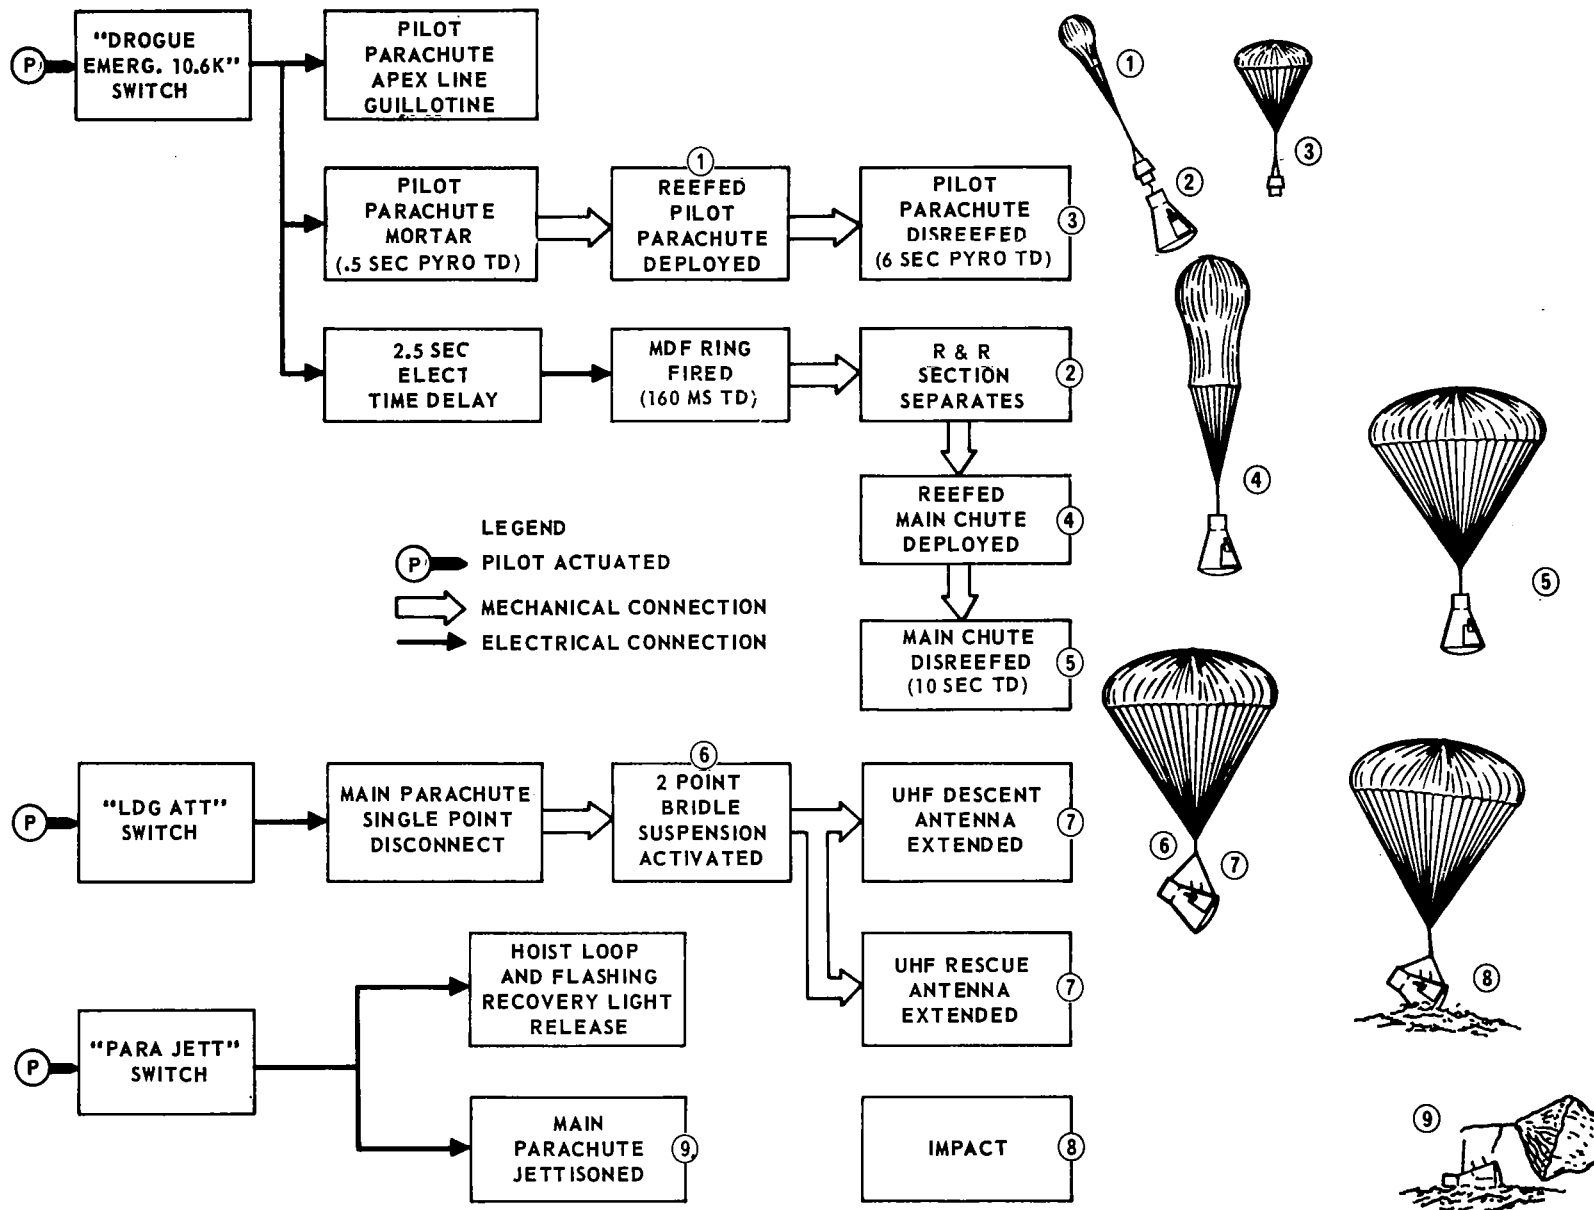 P
"DROGUE
EMERG. 10.6K"
SWITCH
PILOT
PARACHUTE
APEX LINE
GUILLOTINE
PILOT
PARACHUTE
MORTAR
(.5 SEC PYRO TD)
1
REEFED
PILOT
PARACHUTE
DEPLOYED
PILOT
PARACHUTE
DISREEFED
(6 SEC PYRO TD)
3
2.5 SEC
ELECT
TIME DELAY
MDF RING
FIRED
(160 MS TD)
R & R
SECTION
SEPARATES
2
REEFED
MAIN CHUTE
DEPLOYED
4
MAIN CHUTE
DISREEFED
(10 SEC TD)
5
LEGEND
P PILOT ACTUATED
MECHANICAL CONNECTION
ELECTRICAL CONNECTION
P
"LDG ATT"
SWITCH
MAIN PARACHUTE
SINGLE POINT
DISCONNECT
6
2 POINT
BRIDLE
SUSPENSION
ACTIVATED
UHF DESCENT
ANTENNA
EXTENDED
7
UHF RESCUE
ANTENNA
EXTENDED
7
P
"PARA JETT"
SWITCH
HOIST LOOP
AND FLASHING
RECOVERY LIGHT
RELEASE
MAIN
PARACHUTE
JETTISONED
9
IMPACT
8
1
2
3
4
5
6
7
8
9